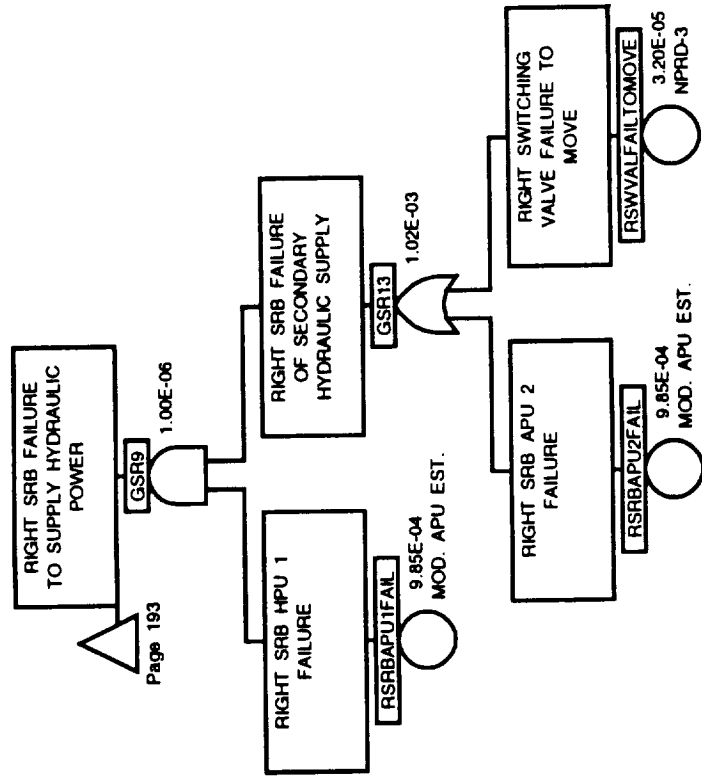 RIGHT SRB FAILURE
TO SUPPLY HYDRAULIC
POWER
Page 193
GSR9
1.00E-06
RIGHT SRB HPU 1
FAILURE
RSRBAPU1FAIL
9.85E-04
MOD. APU EST.
RIGHT SRB FAILURE
OF SECONDARY
HYDRAULIC SUPPLY
GSR13
1.02E-03
RIGHT SRB APU 2
FAILURE
RSRBAPU2FAIL
9.85E-04
MOD. APU EST.
RIGHT SWITCHING
VALVE FAILURE TO
MOVE
RSWVALFAILTOMOVE
3.20E-05
NPRD-3